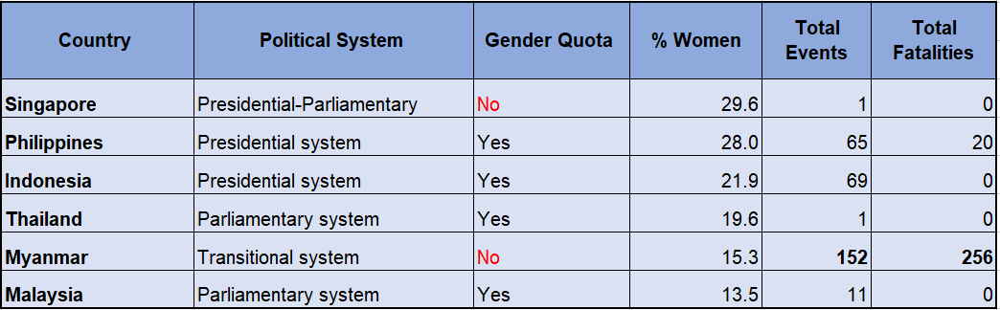 Country Political System Gender Quota % Women Total Events Total Fatalities
Singapore Presidential-Parliamentary No 29.6 1 0
Philippines Presidential system Yes 28.0 65 20
Indonesia Presidential system Yes 21.9 69 0
Thailand Parliamentary system Yes 19.6 1 0
Myanmar Transitional system No 15.3 152 256
Malaysia Parliamentary system Yes 13.5 11 0